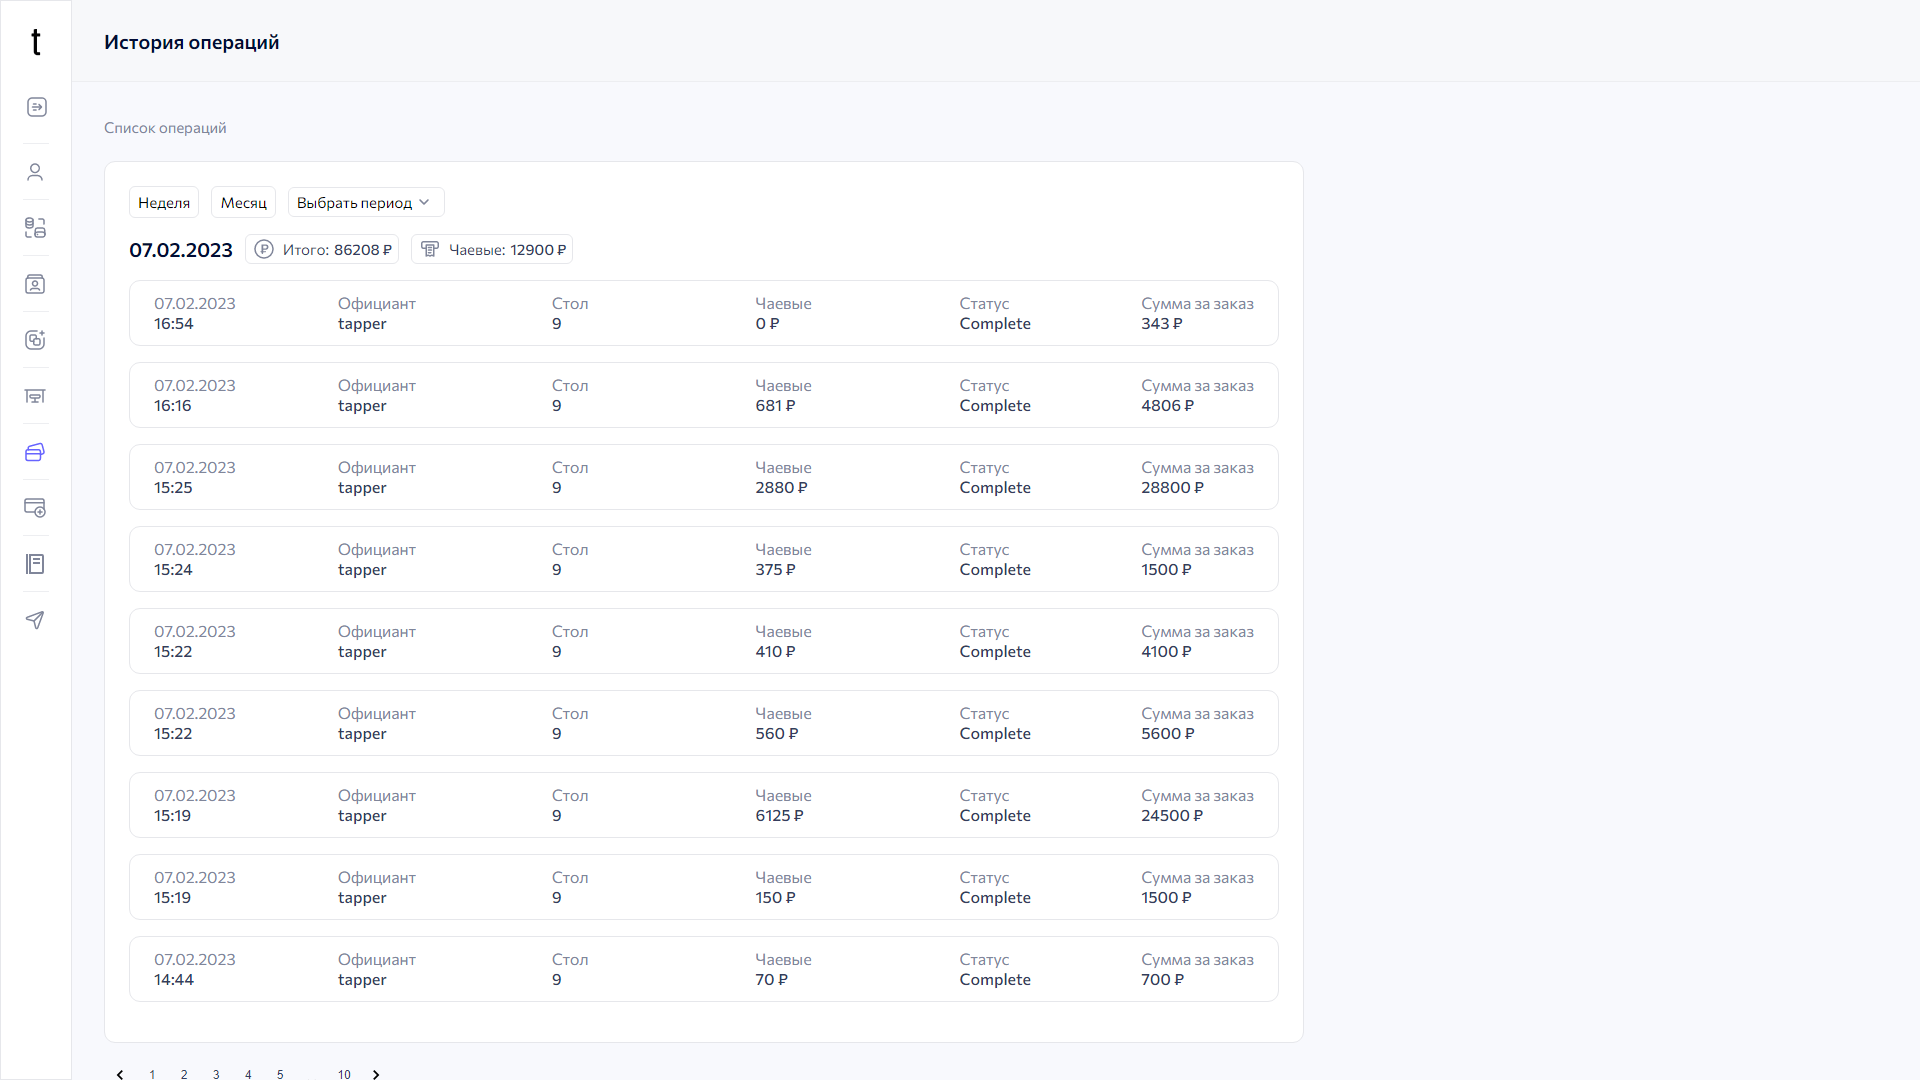 t
История операций
Список операций
Неделя Месяц Выбрать период
07.02.2023 Итого: 86208 ₽ Чаевые: 12900 ₽
07.02.2023 Официант Стол Чаевые Статус Сумма за заказ
16:54 tapper 9 0 ₽ Complete 343 ₽
07.02.2023 Официант Стол Чаевые Статус Сумма за заказ
16:16 tapper 9 681 ₽ Complete 4806 ₽
07.02.2023 Официант Стол Чаевые Статус Сумма за заказ
15:25 tapper 9 2880 ₽ Complete 28800 ₽
07.02.2023 Официант Стол Чаевые Статус Сумма за заказ
15:24 tapper 9 375 ₽ Complete 1500 ₽
07.02.2023 Официант Стол Чаевые Статус Сумма за заказ
15:22 tapper 9 410 ₽ Complete 4100 ₽
07.02.2023 Официант Стол Чаевые Статус Сумма за заказ
15:22 tapper 9 560 ₽ Complete 5600 ₽
07.02.2023 Официант Стол Чаевые Статус Сумма за заказ
15:19 tapper 9 6125 ₽ Complete 24500 ₽
07.02.2023 Официант Стол Чаевые Статус Сумма за заказ
15:19 tapper 9 150 ₽ Complete 1500 ₽
07.02.2023 Официант Стол Чаевые Статус Сумма за заказ
14:44 tapper 9 70 ₽ Complete 700 ₽
1 2 3 4 5 10